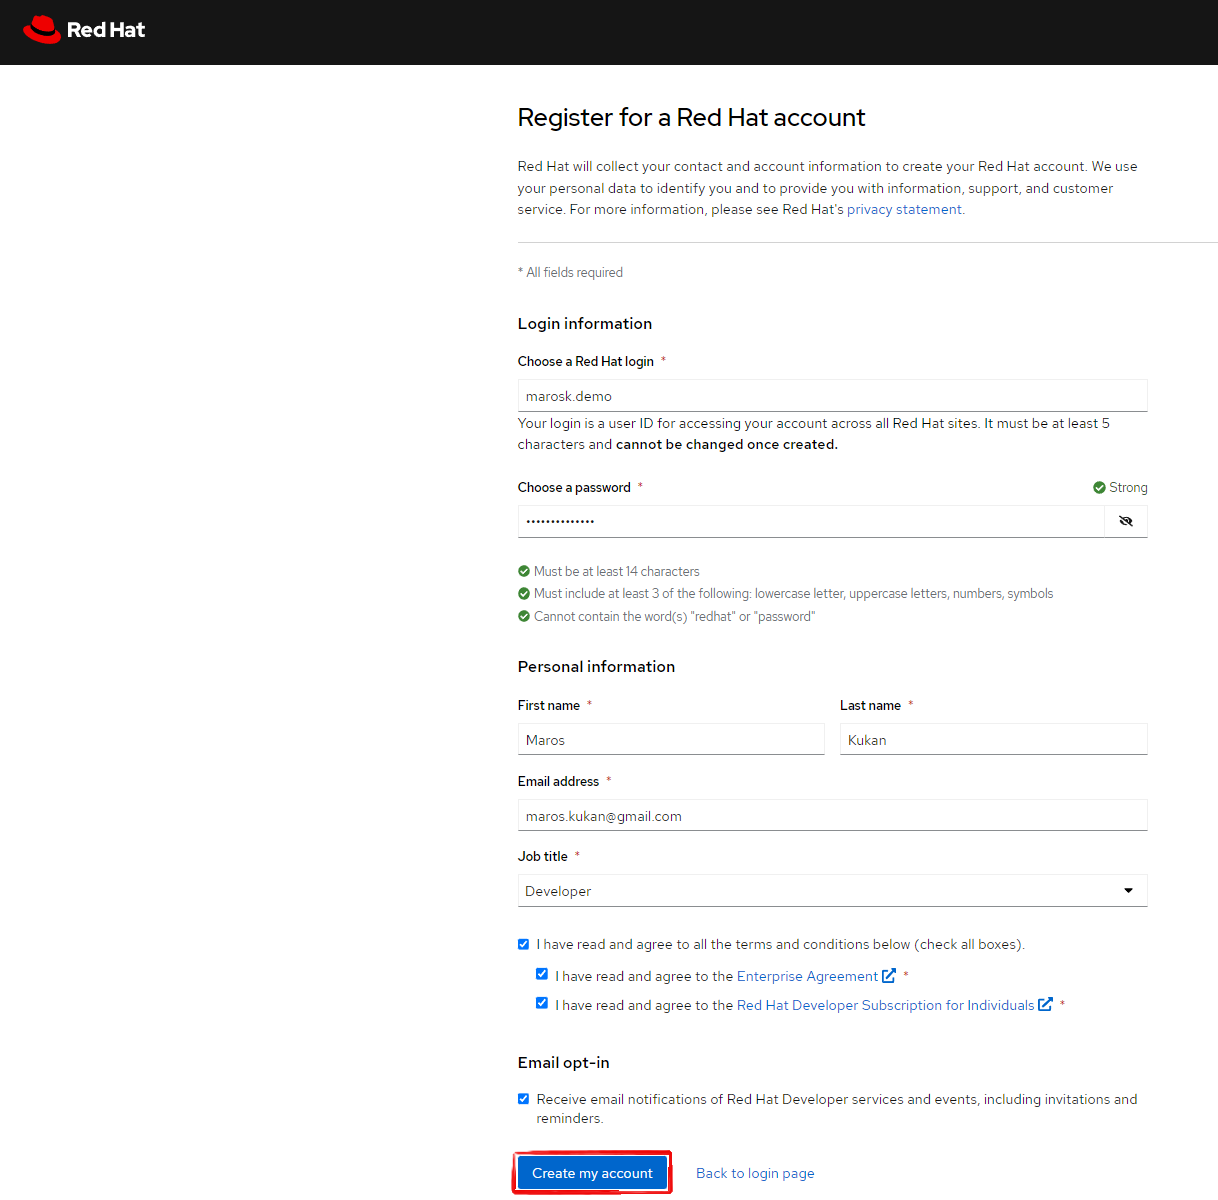 Red Hat
Register for a Red Hat account
Red Hat will collect your contact and account information to create your Red Hat account. We use
your personal data to identify you and to provide you with information, support, and customer
service. For more information, please see Red Hat's privacy statement.
* All fields required
Login information
Choose a Red Hat login *
marosk.demo
Your login is a user ID for accessing your account across all Red Hat sites. It must be at least 5
characters and cannot be changed once created.
Choose a password * Strong
••••••••••••••
Must be at least 14 characters
Must include at least 3 of the following: lowercase letter, uppercase letters, numbers, symbols
Cannot contain the word(s) "redhat" or "password"
Personal information
First name * Last name *
Maros Kukan
Email address *
maros.kukan@gmail.com
Job title *
Developer
I have read and agree to all the terms and conditions below (check all boxes).
I have read and agree to the Enterprise Agreement *
I have read and agree to the Red Hat Developer Subscription for Individuals *
Email opt-in
Receive email notifications of Red Hat Developer services and events, including invitations and
reminders.
Create my account Back to login page